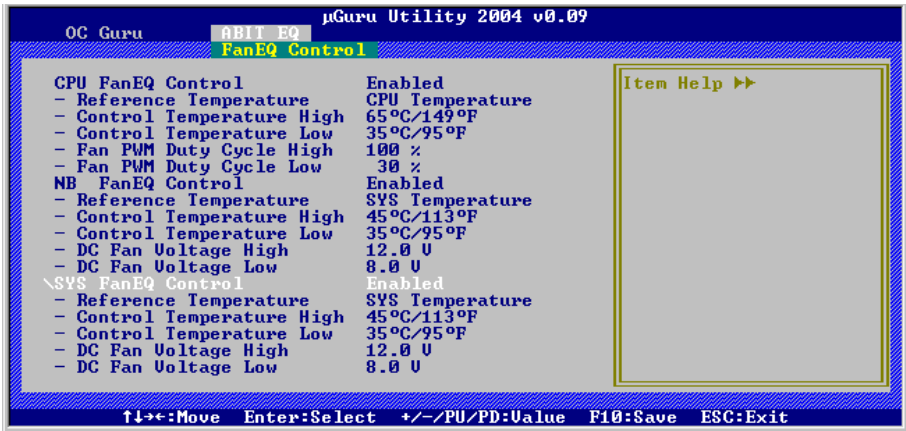 µGuru Utility 2004 v0.09
OC Guru ABIT EQ
FanEQ Control
CPU FanEQ Control Enabled
- Reference Temperature CPU Temperature
- Control Temperature High 65ºC/149ºF
- Control Temperature Low 35ºC/95ºF
- Fan PWM Duty Cycle High 100 %
- Fan PWM Duty Cycle Low 30 %
NB FanEQ Control Enabled
- Reference Temperature SYS Temperature
- Control Temperature High 45ºC/113ºF
- Control Temperature Low 35ºC/95ºF
- DC Fan Voltage High 12.0 V
- DC Fan Voltage Low 8.0 V
\SYS FanEQ Control Enabled
- Reference Temperature SYS Temperature
- Control Temperature High 45ºC/113ºF
- Control Temperature Low 35ºC/95ºF
- DC Fan Voltage High 12.0 V
- DC Fan Voltage Low 8.0 V
Item Help ►►
↑↓→←:Move Enter:Select +/-/PU/PD:Value F10:Save ESC:Exit